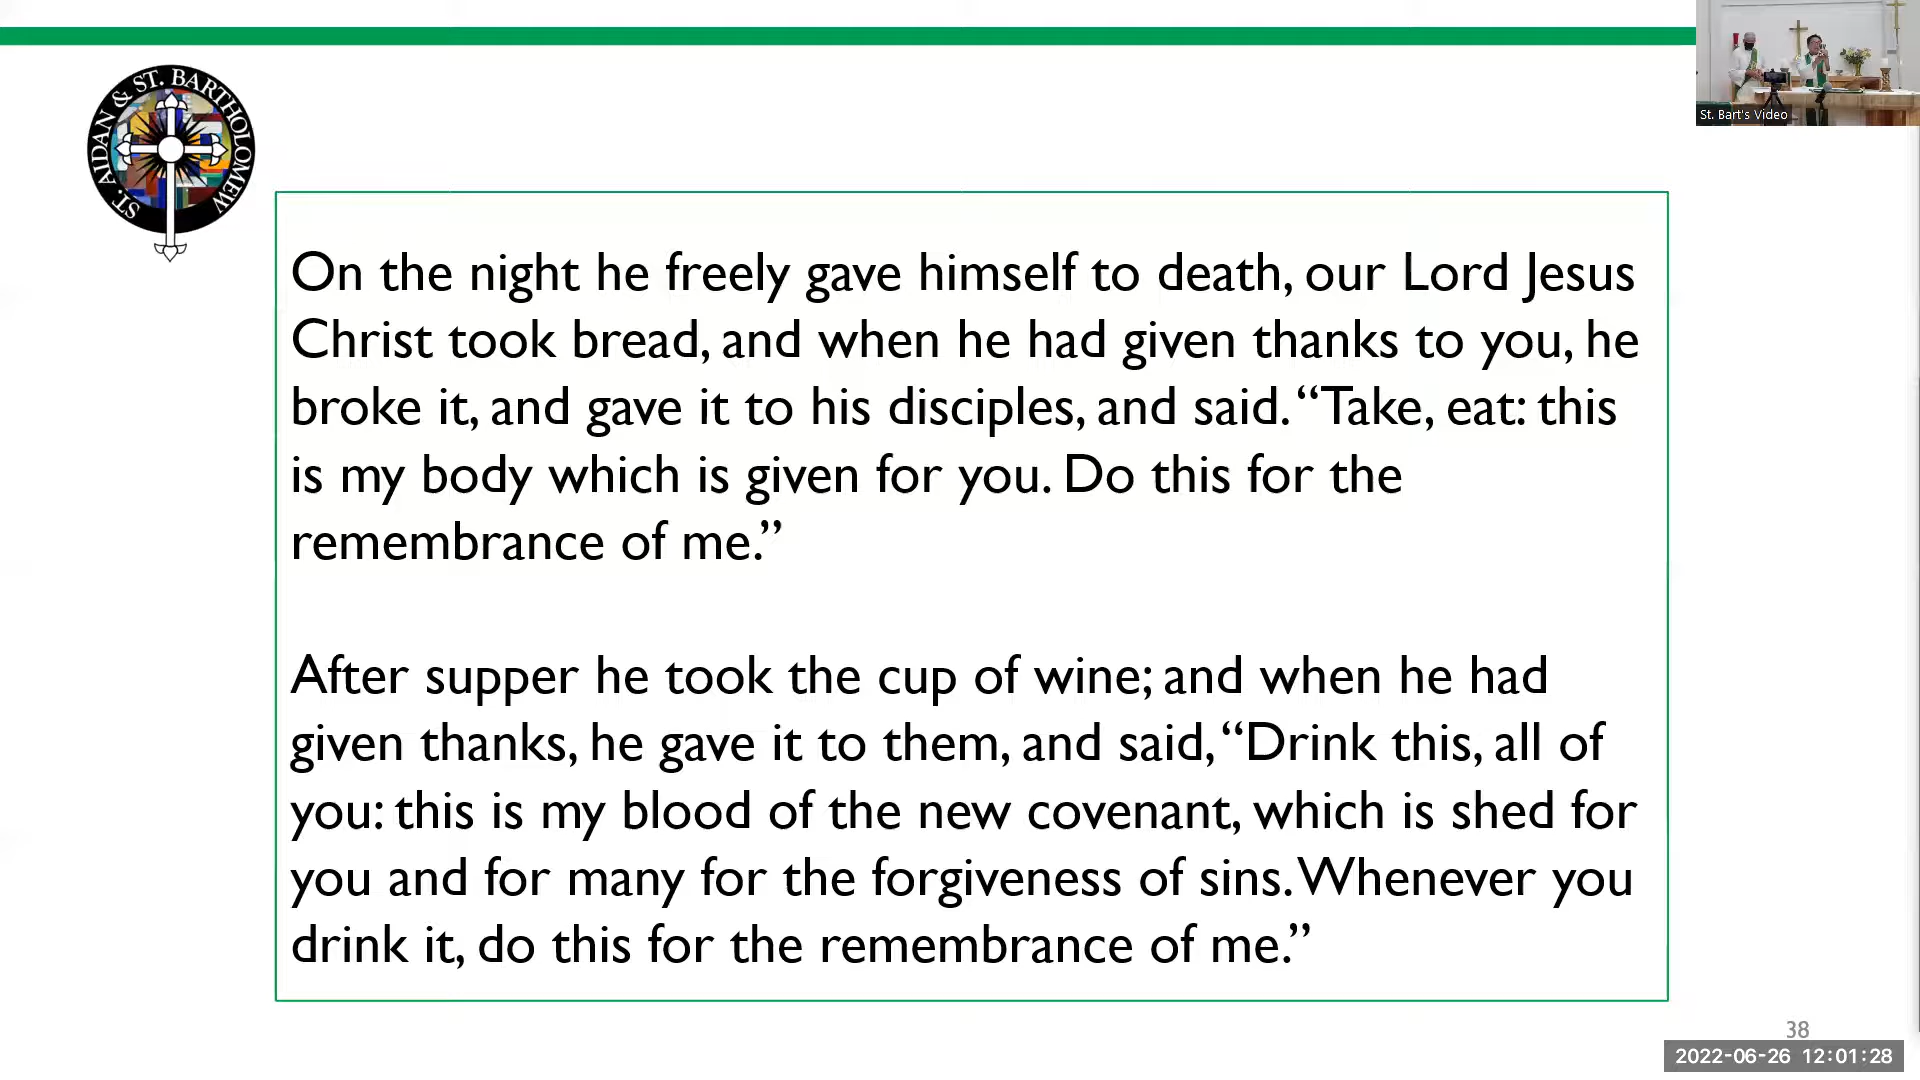 ST. AIDAN & ST. BARTHOLOMEW
St. Bart's Video
On the night he freely gave himself to death, our Lord Jesus
Christ took bread, and when he had given thanks to you, he
broke it, and gave it to his disciples, and said. “Take, eat: this
is my body which is given for you. Do this for the
remembrance of me.”
After supper he took the cup of wine; and when he had
given thanks, he gave it to them, and said, “Drink this, all of
you: this is my blood of the new covenant, which is shed for
you and for many for the forgiveness of sins. Whenever you
drink it, do this for the remembrance of me.”
38
2022-06-26 12:01:28